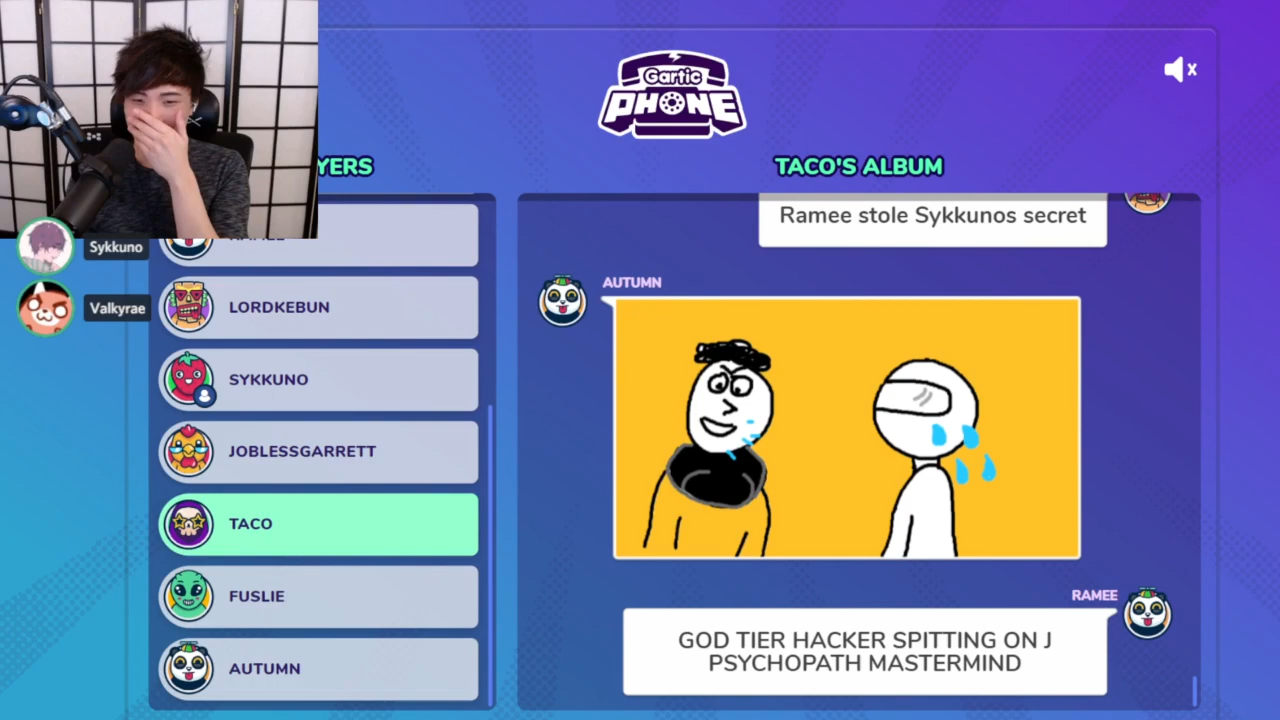 Gartic
PHONE
YERS
TACO'S ALBUM
Ramee stole Sykkunos secret
Sykkuno
Valkyrae
LORDKEBUN
SYKKUNO
JOBLESSGARRETT
TACO
FUSLIE
AUTUMN
AUTUMN
RAMEE
GOD TIER HACKER SPITTING ON J
PSYCHOPATH MASTERMIND